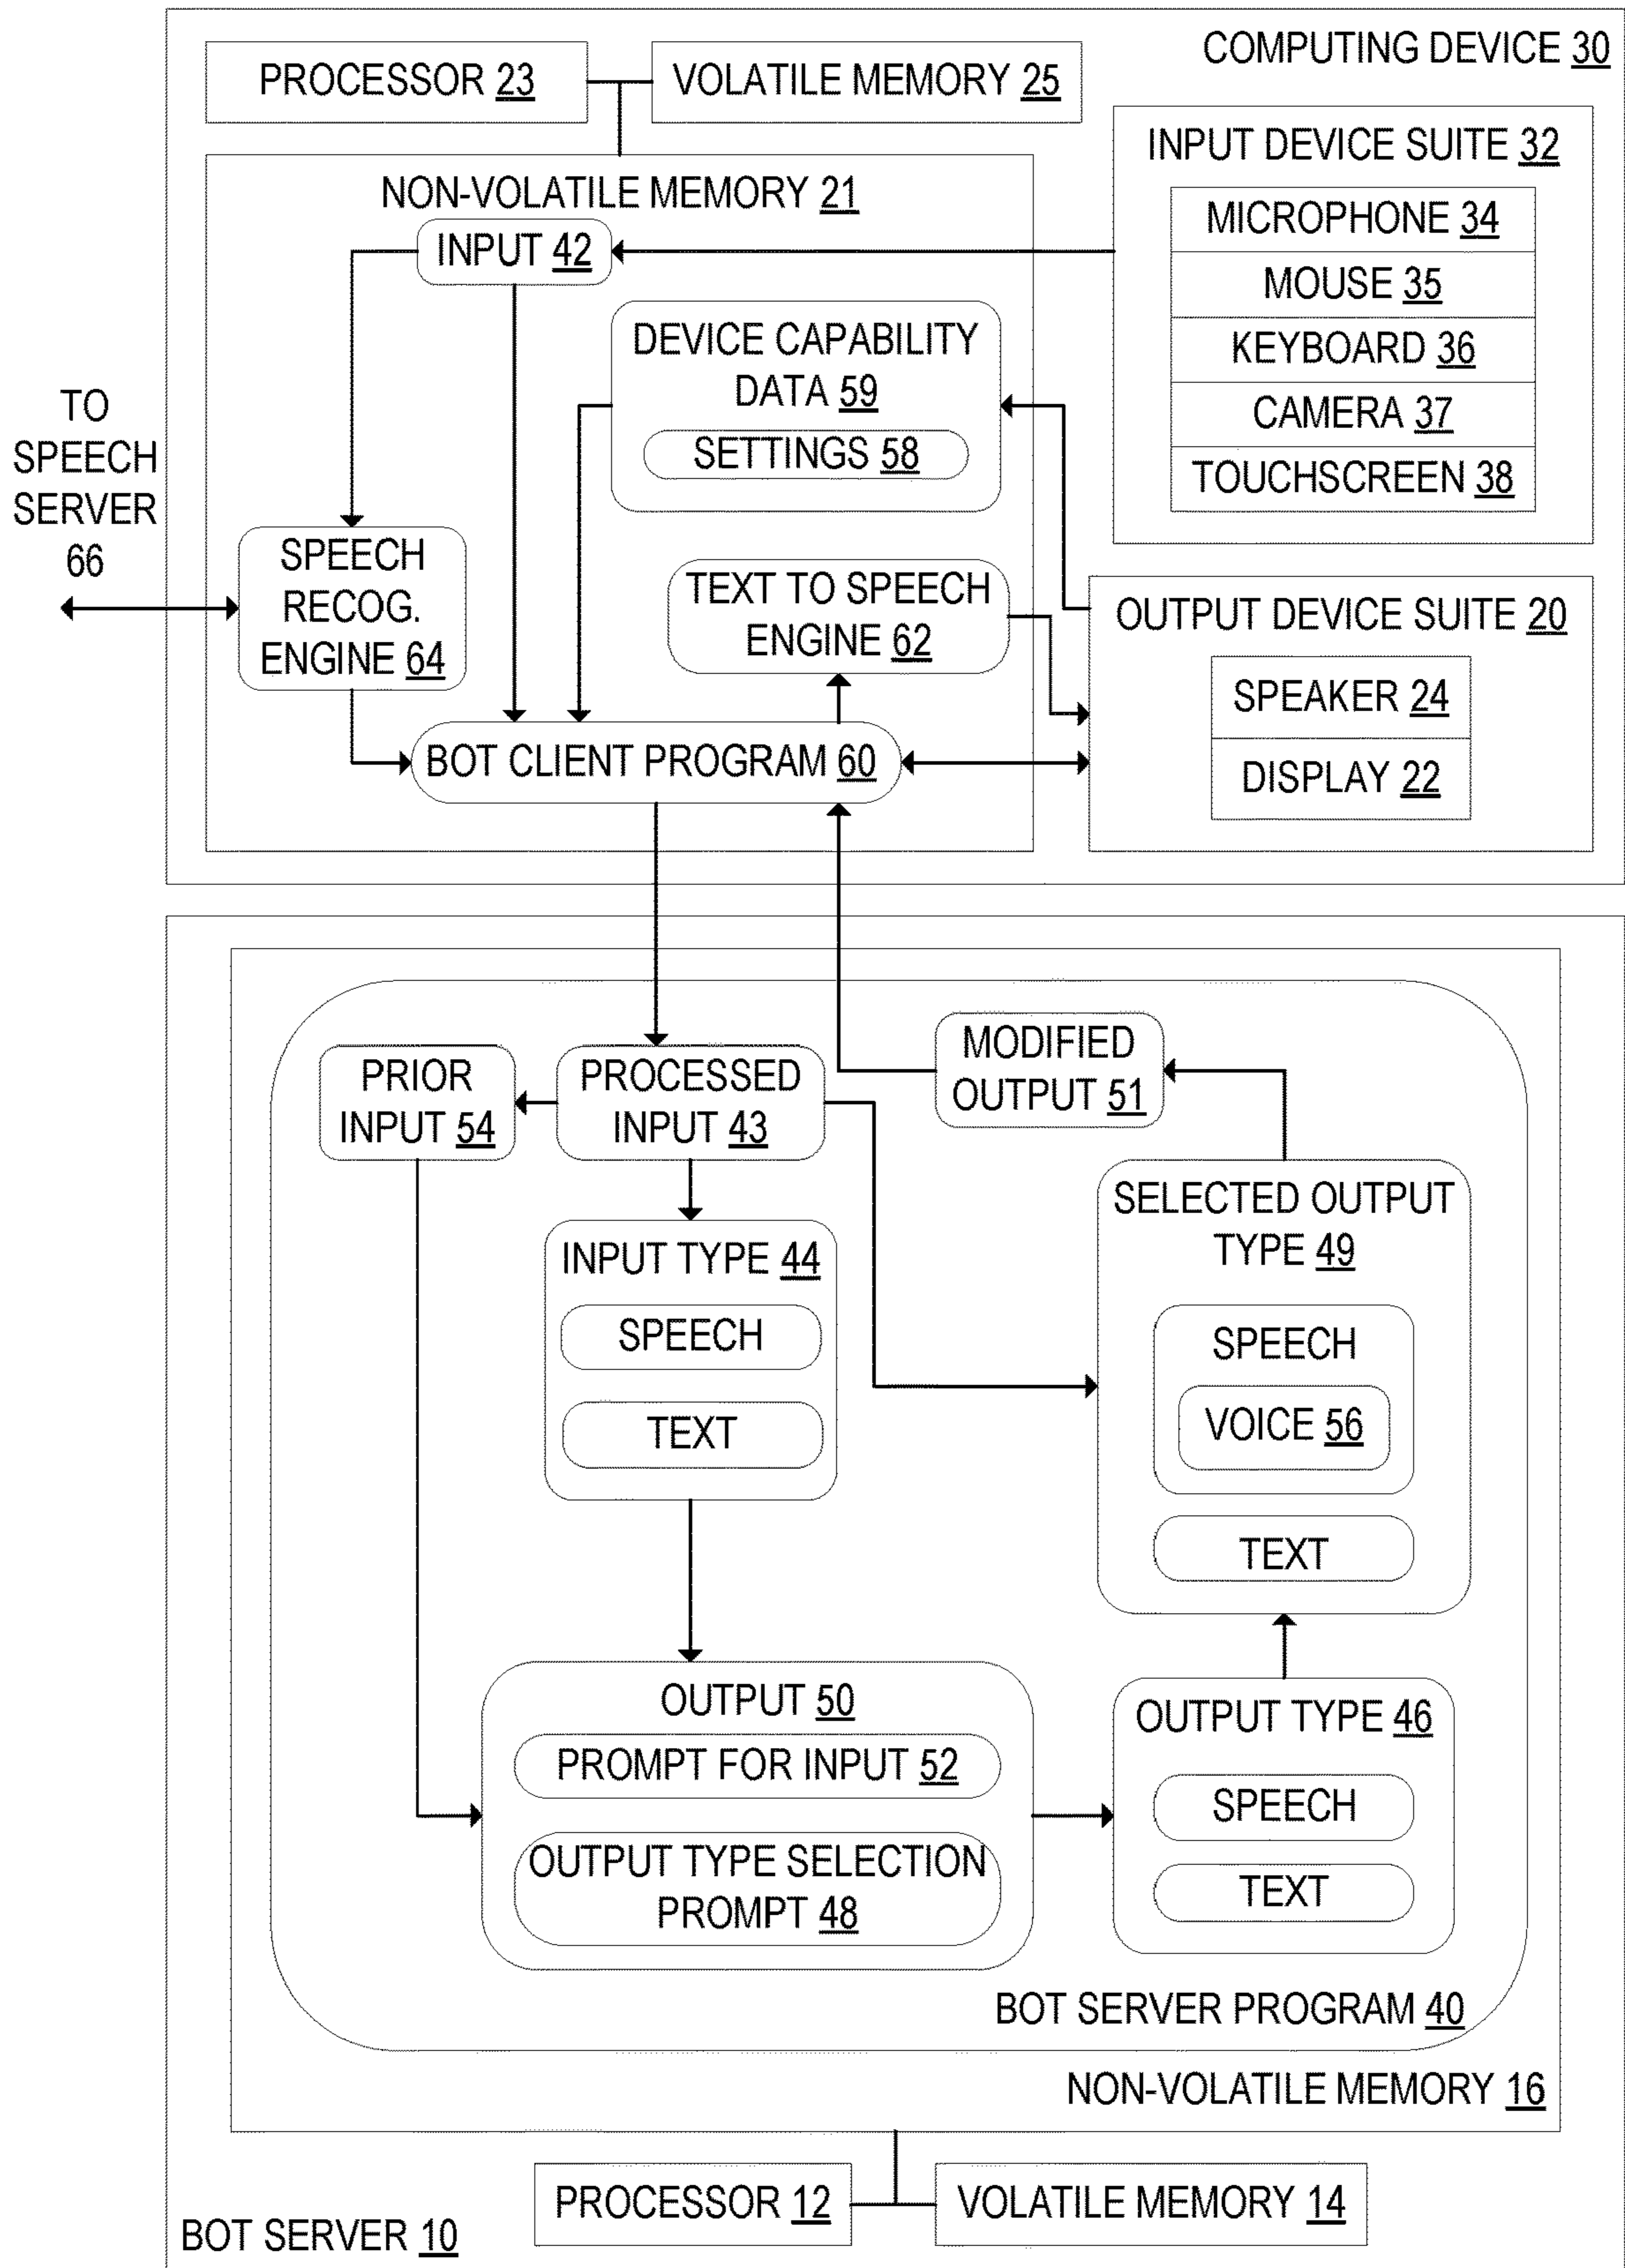 COMPUTING DEVICE 30
PROCESSOR 23
VOLATILE MEMORY 25
INPUT DEVICE SUITE 32
MICROPHONE 34
MOUSE 35
KEYBOARD 36
CAMERA 37
TOUCHSCREEN 38
NON-VOLATILE MEMORY 21
INPUT 42
DEVICE CAPABILITY
DATA 59
SETTINGS 58
TO
SPEECH
SERVER
66
SPEECH
RECOG.
ENGINE 64
TEXT TO SPEECH
ENGINE 62
OUTPUT DEVICE SUITE 20
SPEAKER 24
DISPLAY 22
BOT CLIENT PROGRAM 60
PRIOR
INPUT 54
PROCESSED
INPUT 43
MODIFIED
OUTPUT 51
INPUT TYPE 44
SPEECH
TEXT
SELECTED OUTPUT
TYPE 49
SPEECH
VOICE 56
TEXT
OUTPUT 50
PROMPT FOR INPUT 52
OUTPUT TYPE SELECTION
PROMPT 48
OUTPUT TYPE 46
SPEECH
TEXT
BOT SERVER PROGRAM 40
NON-VOLATILE MEMORY 16
PROCESSOR 12
VOLATILE MEMORY 14
BOT SERVER 10